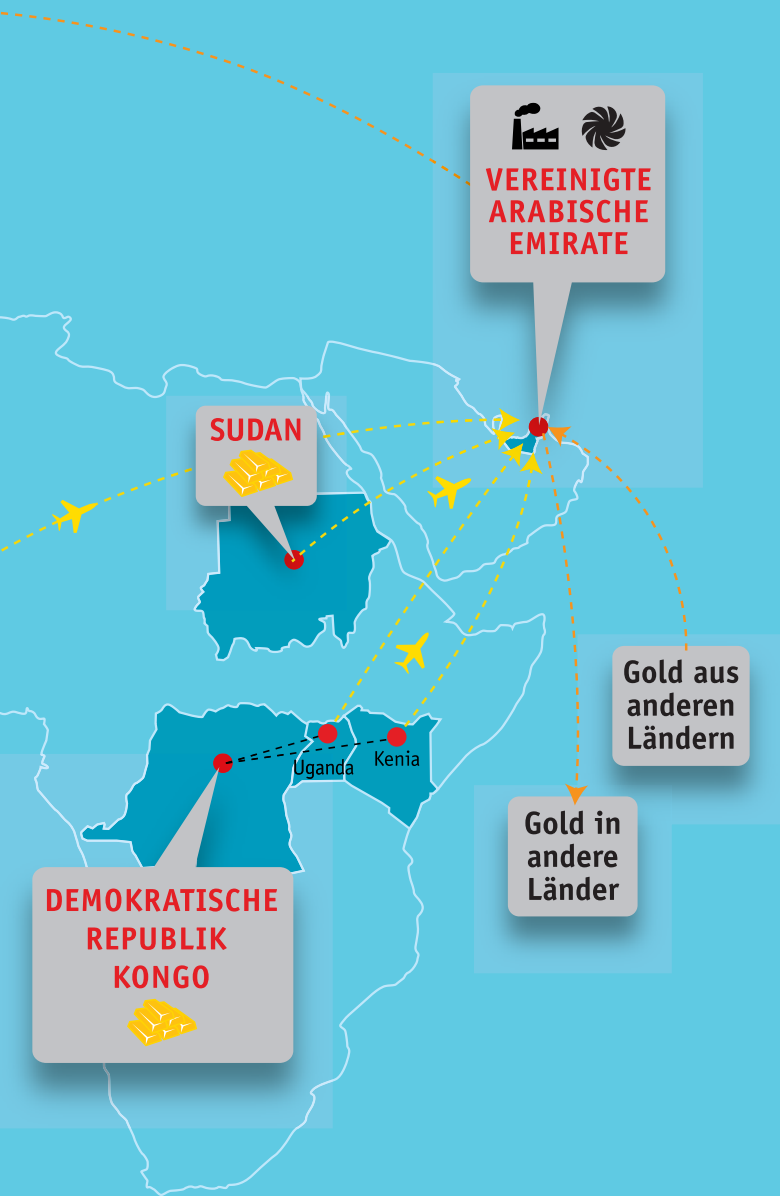 VEREINIGTE
ARABISCHE
EMIRATE
SUDAN
Gold aus
anderen
Ländern
Uganda
Kenia
Gold in
andere
Länder
DEMOKRATISCHE
REPUBLIK
KONGO